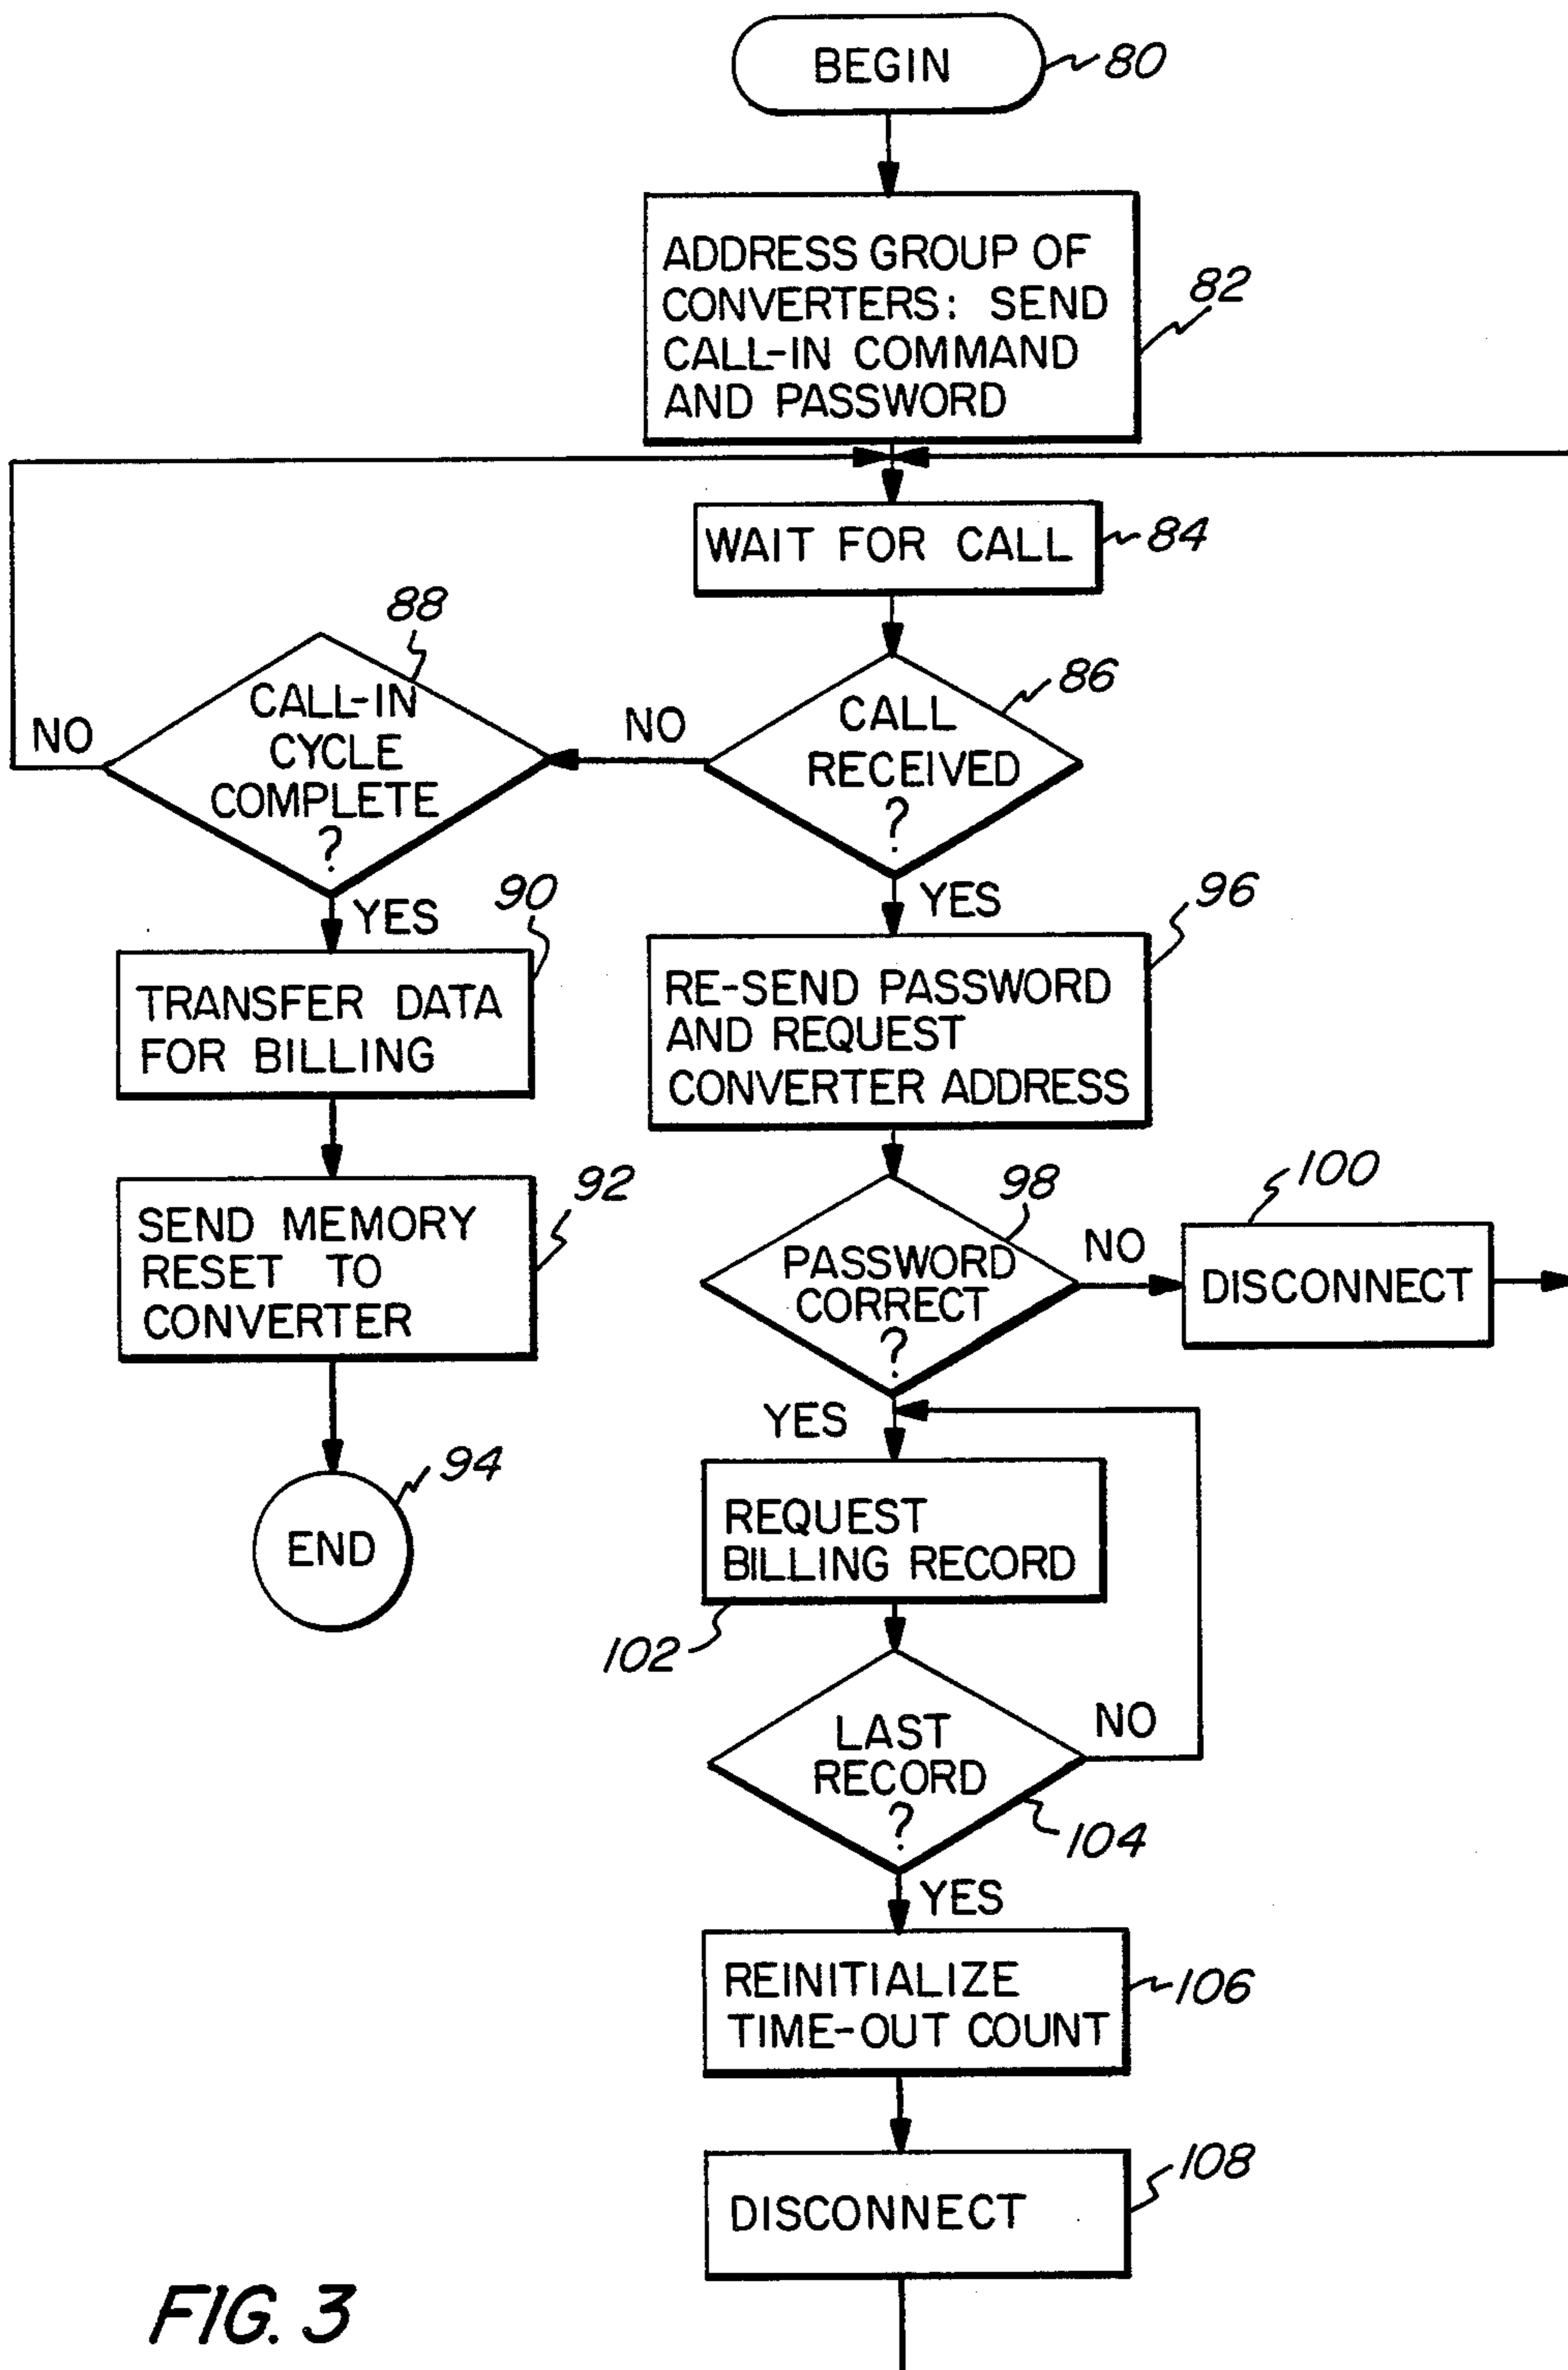 BEGIN
80
ADDRESS GROUP OF
CONVERTERS: SEND
CALL-IN COMMAND
AND PASSWORD
82
WAIT FOR CALL
84
88
CALL-IN
CYCLE
COMPLETE
?
NO
NO
86
CALL
RECEIVED
?
YES
90
TRANSFER DATA
FOR BILLING
YES
96
RE-SEND PASSWORD
AND REQUEST
CONVERTER ADDRESS
92
SEND MEMORY
RESET TO
CONVERTER
98
PASSWORD
CORRECT
?
NO
100
DISCONNECT
94
END
YES
REQUEST
BILLING RECORD
102
LAST
RECORD
?
NO
104
YES
REINITIALIZE
TIME-OUT COUNT
106
DISCONNECT
108
FIG. 3